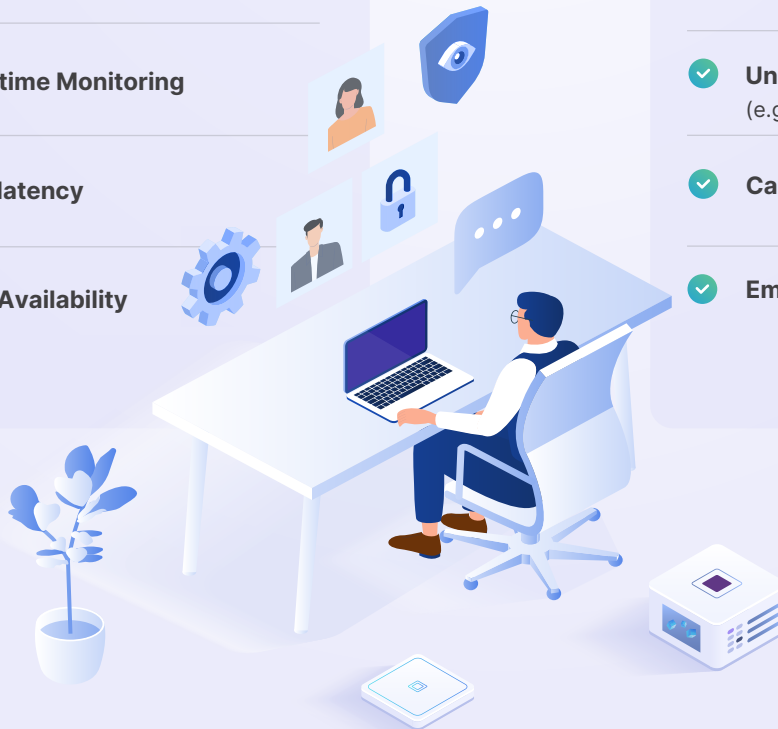 time Monitoring
latency
Availability
Un
(e.g
Ca
Em